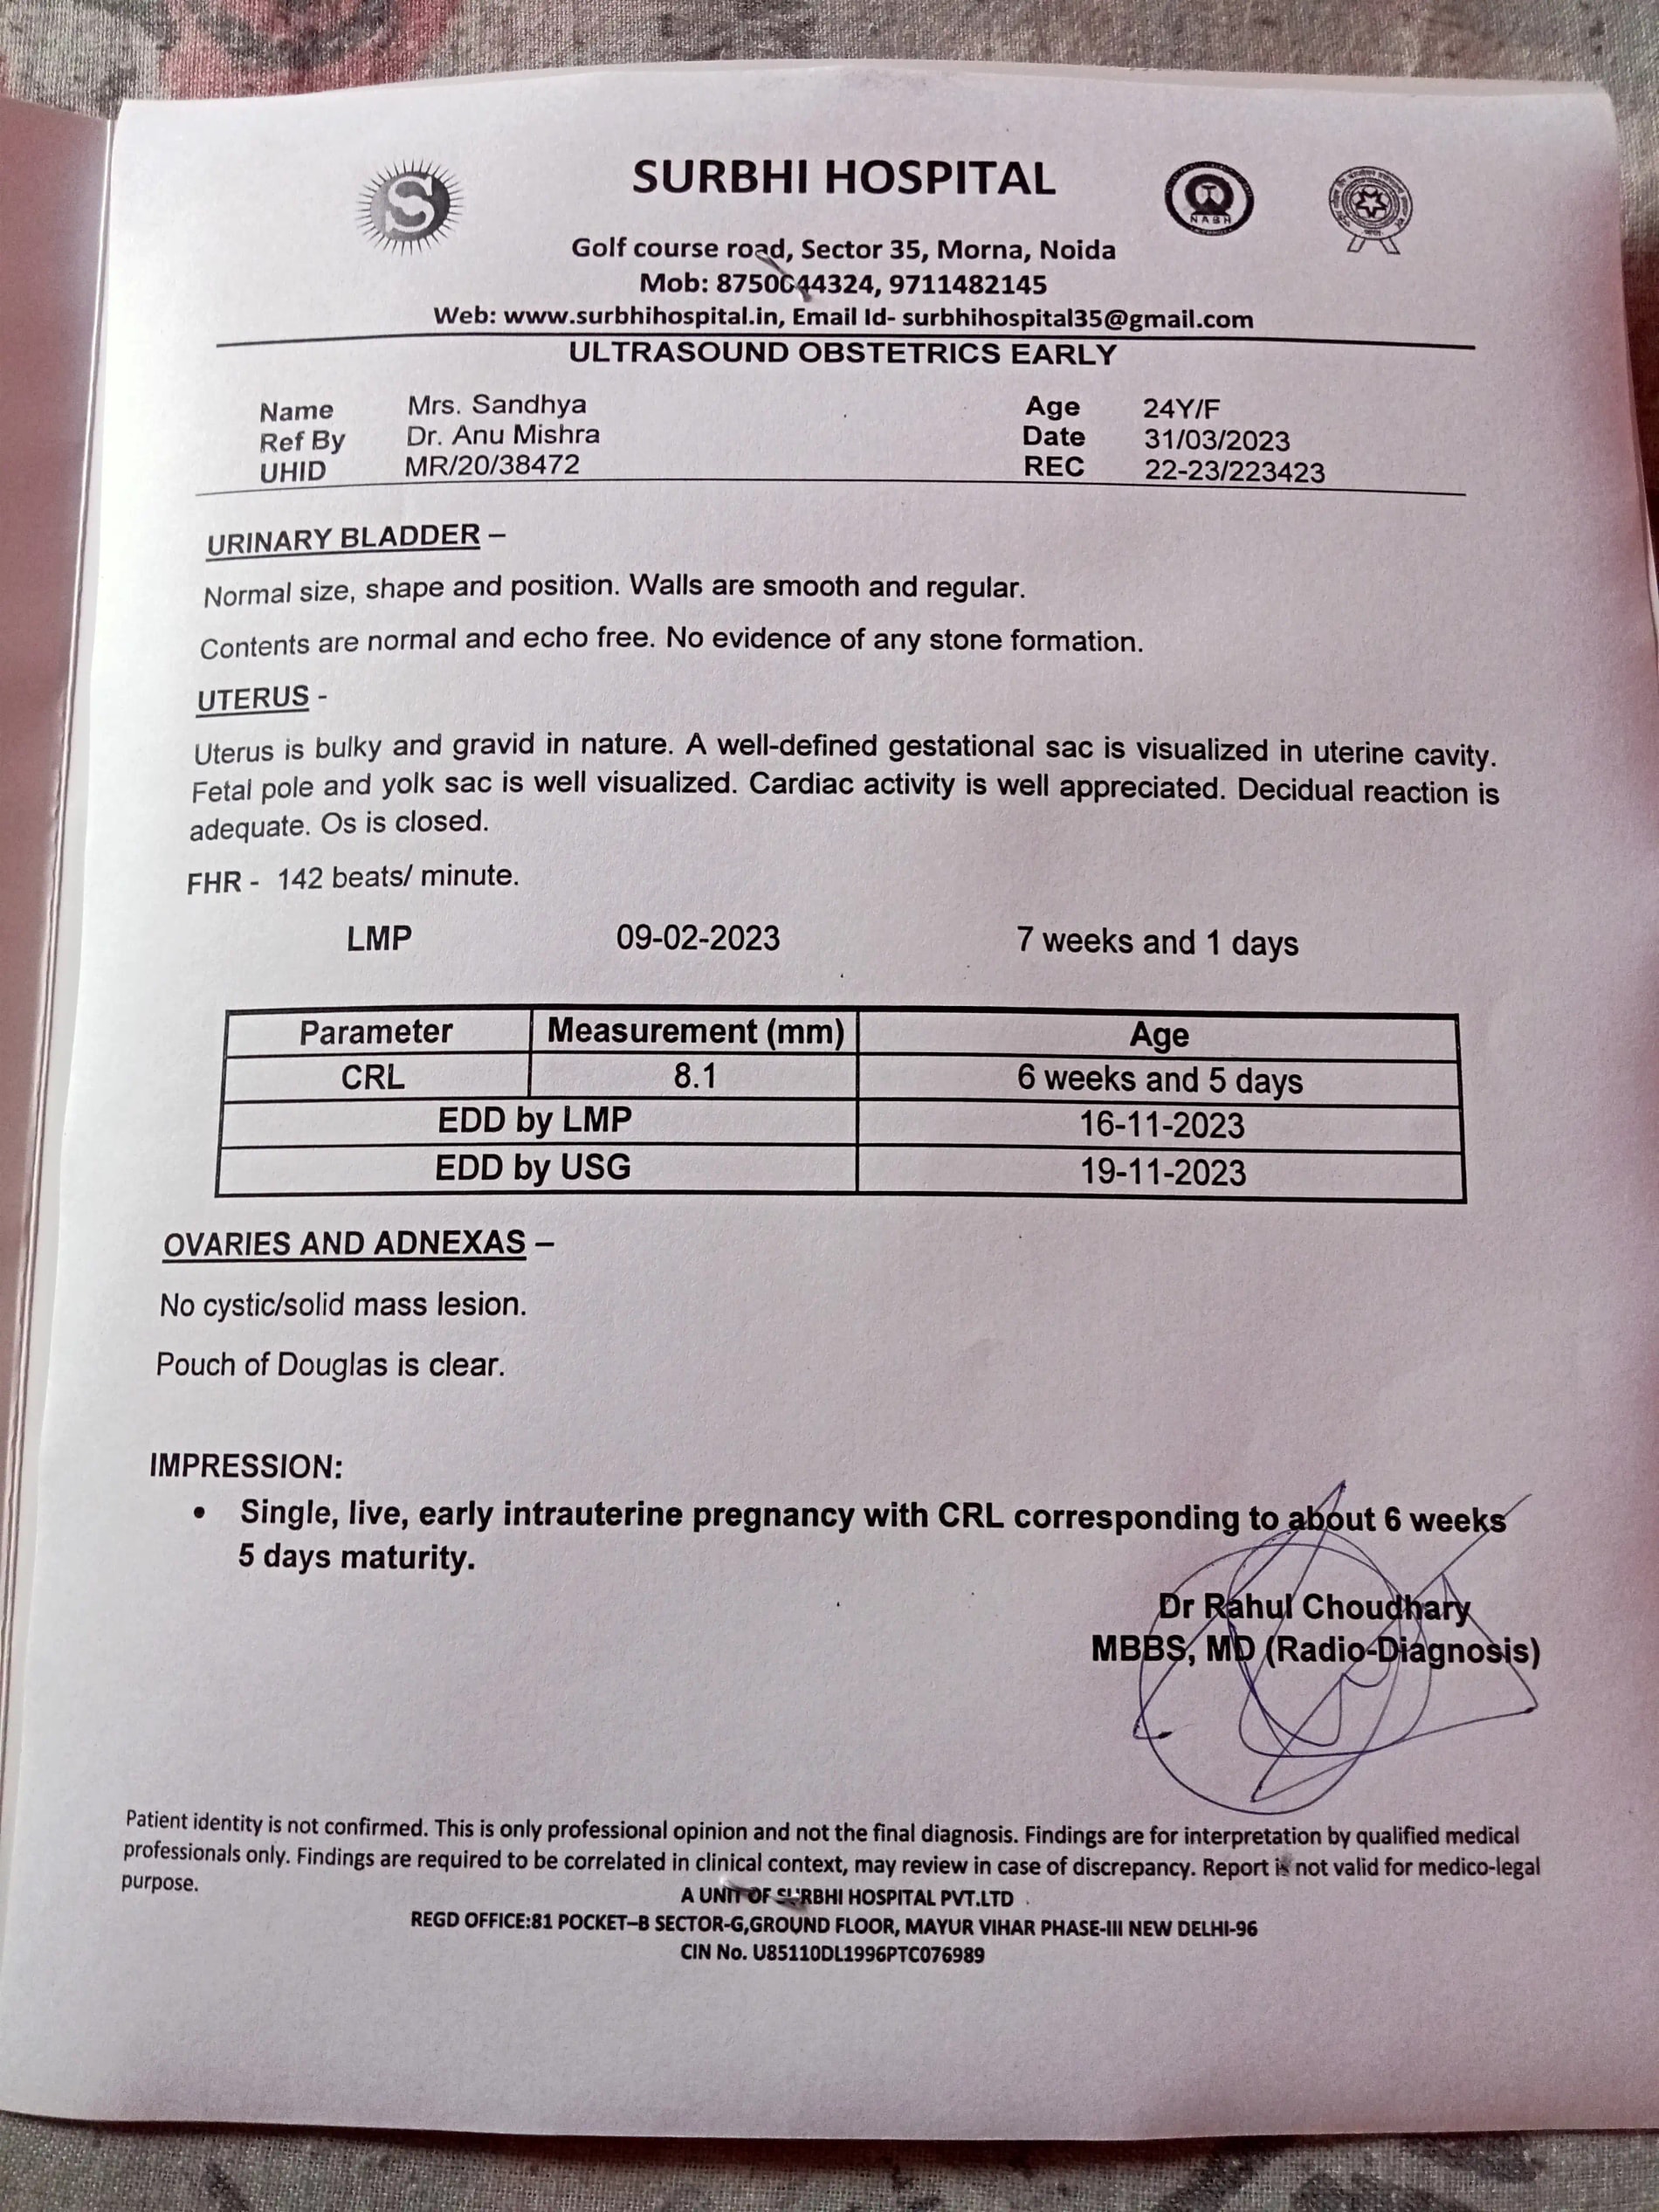 SURBHI HOSPITAL
S
NABH
Golf course road, Sector 35, Morna, Noida
Mob: 8750044324, 9711482145
Web: www.surbhihospital.in, Email Id- surbhihospital35@gmail.com
ULTRASOUND OBSTETRICS EARLY
Name Mrs. Sandhya Age 24Y/F
Ref By Dr. Anu Mishra Date 31/03/2023
UHID MR/20/38472 REC 22-23/223423
URINARY BLADDER –
Normal size, shape and position. Walls are smooth and regular.
Contents are normal and echo free. No evidence of any stone formation.
UTERUS -
Uterus is bulky and gravid in nature. A well-defined gestational sac is visualized in uterine cavity.
Fetal pole and yolk sac is well visualized. Cardiac activity is well appreciated. Decidual reaction is
adequate. Os is closed.
FHR - 142 beats/ minute.
LMP 09-02-2023 7 weeks and 1 days
Parameter Measurement (mm) Age
CRL 8.1 6 weeks and 5 days
EDD by LMP 16-11-2023
EDD by USG 19-11-2023
OVARIES AND ADNEXAS –
No cystic/solid mass lesion.
Pouch of Douglas is clear.
IMPRESSION:
• Single, live, early intrauterine pregnancy with CRL corresponding to about 6 weeks
5 days maturity.
Dr Rahul Choudhary
MBBS, MD (Radio-Diagnosis)
Patient identity is not confirmed. This is only professional opinion and not the final diagnosis. Findings are for interpretation by qualified medical
professionals only. Findings are required to be correlated in clinical context, may review in case of discrepancy. Report is not valid for medico-legal
purpose.
A UNIT OF SURBHI HOSPITAL PVT.LTD
REGD OFFICE:81 POCKET–B SECTOR-G,GROUND FLOOR, MAYUR VIHAR PHASE-III NEW DELHI-96
CIN No. U85110DL1996PTC076989